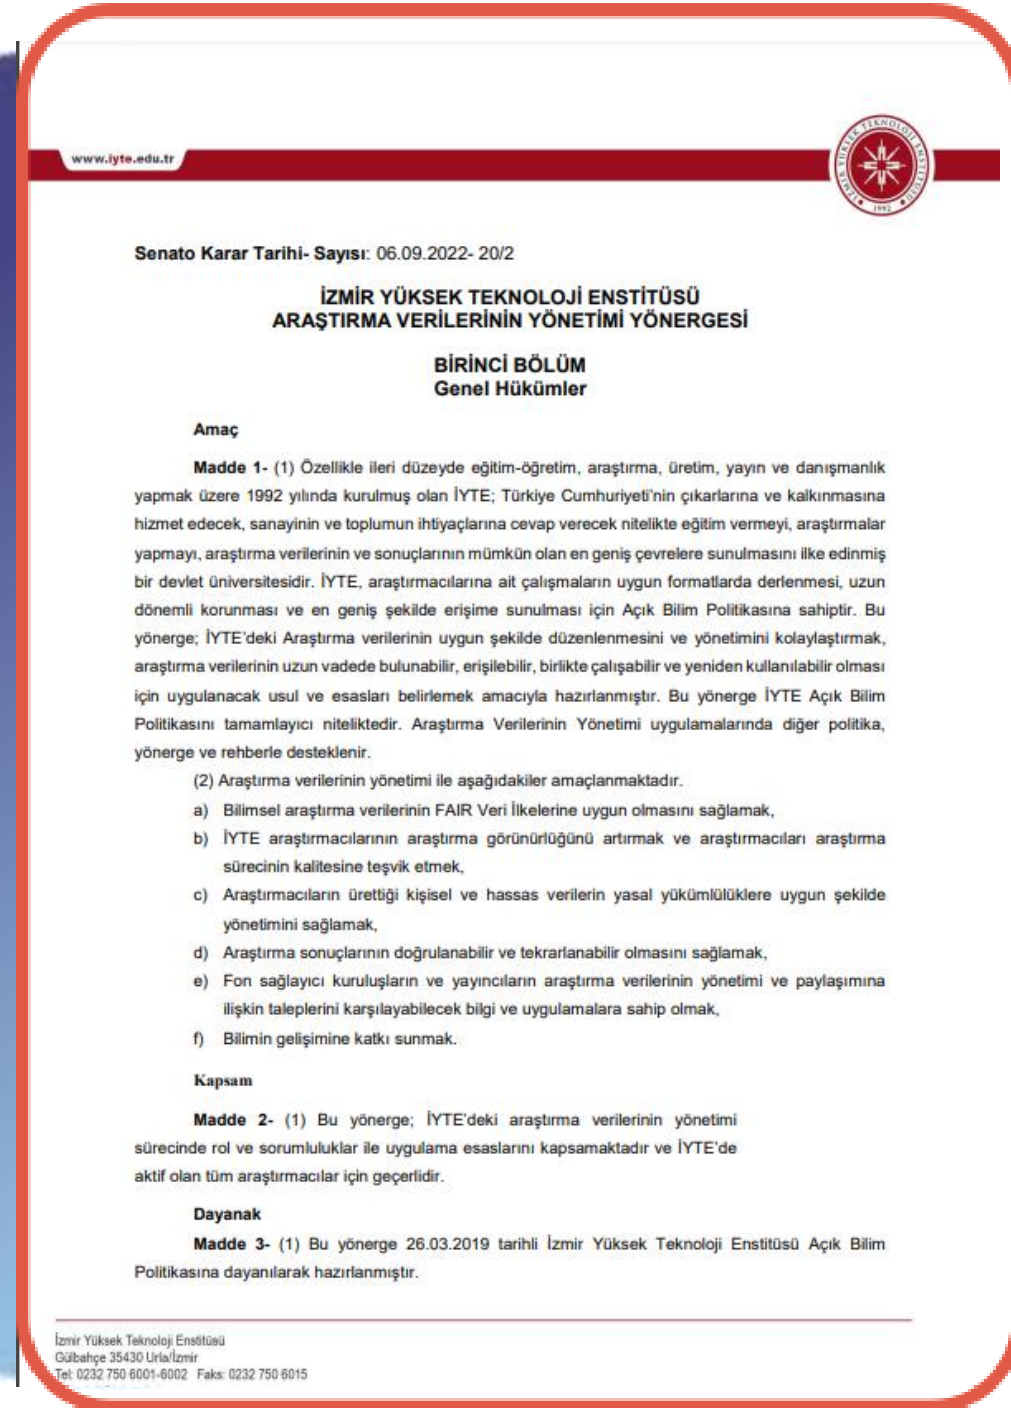 www.iyte.edu.tr
İZMİR YÜKSEK TEKNOLOJİ ENSTİTÜSÜ
1992
Senato Karar Tarihi- Sayısı: 06.09.2022- 20/2
İZMİR YÜKSEK TEKNOLOJİ ENSTİTÜSÜ
ARAŞTIRMA VERİLERİNİN YÖNETİMİ YÖNERGESİ
BİRİNCİ BÖLÜM
Genel Hükümler
Amaç
Madde 1- (1) Özellikle ileri düzeyde eğitim-öğretim, araştırma, üretim, yayın ve danışmanlık
yapmak üzere 1992 yılında kurulmuş olan İYTE; Türkiye Cumhuriyeti'nin çıkarlarına ve kalkınmasına
hizmet edecek, sanayinin ve toplumun ihtiyaçlarına cevap verecek nitelikte eğitim vermeyi, araştırmalar
yapmayı, araştırma verilerinin ve sonuçlarının mümkün olan en geniş çevrelere sunulmasını ilke edinmiş
bir devlet üniversitesidir. İYTE, araştırmacılarına ait çalışmaların uygun formatlarda derlenmesi, uzun
dönemli korunması ve en geniş şekilde erişime sunulması için Açık Bilim Politikasına sahiptir. Bu
yönerge; İYTE'deki Araştırma verilerinin uygun şekilde düzenlenmesini ve yönetimini kolaylaştırmak,
araştırma verilerinin uzun vadede bulunabilir, erişilebilir, birlikte çalışabilir ve yeniden kullanılabilir olması
için uygulanacak usul ve esasları belirlemek amacıyla hazırlanmıştır. Bu yönerge İYTE Açık Bilim
Politikasını tamamlayıcı niteliktedir. Araştırma Verilerinin Yönetimi uygulamalarında diğer politika,
yönerge ve rehberle desteklenir.
(2) Araştırma verilerinin yönetimi ile aşağıdakiler amaçlanmaktadır.
a) Bilimsel araştırma verilerinin FAIR Veri İlkelerine uygun olmasını sağlamak,
b) İYTE araştırmacılarının araştırma görünürlüğünü artırmak ve araştırmacıları araştırma
sürecinin kalitesine teşvik etmek,
c) Araştırmacıların ürettiği kişisel ve hassas verilerin yasal yükümlülüklere uygun şekilde
yönetimini sağlamak,
d) Araştırma sonuçlarının doğrulanabilir ve tekrarlanabilir olmasını sağlamak,
e) Fon sağlayıcı kuruluşların ve yayıncıların araştırma verilerinin yönetimi ve paylaşımına
ilişkin taleplerini karşılayabilecek bilgi ve uygulamalara sahip olmak,
f) Bilimin gelişimine katkı sunmak.
Kapsam
Madde 2- (1) Bu yönerge; İYTE'deki araştırma verilerinin yönetimi
sürecinde rol ve sorumluluklar ile uygulama esaslarını kapsamaktadır ve İYTE'de
aktif olan tüm araştırmacılar için geçerlidir.
Dayanak
Madde 3- (1) Bu yönerge 26.03.2019 tarihli İzmir Yüksek Teknoloji Enstitüsü Açık Bilim
Politikasına dayanılarak hazırlanmıştır.
İzmir Yüksek Teknoloji Enstitüsü
Gülbahçe 35430 Urla/İzmir
Tel: 0232 750 6001-6002 Faks: 0232 750 6015